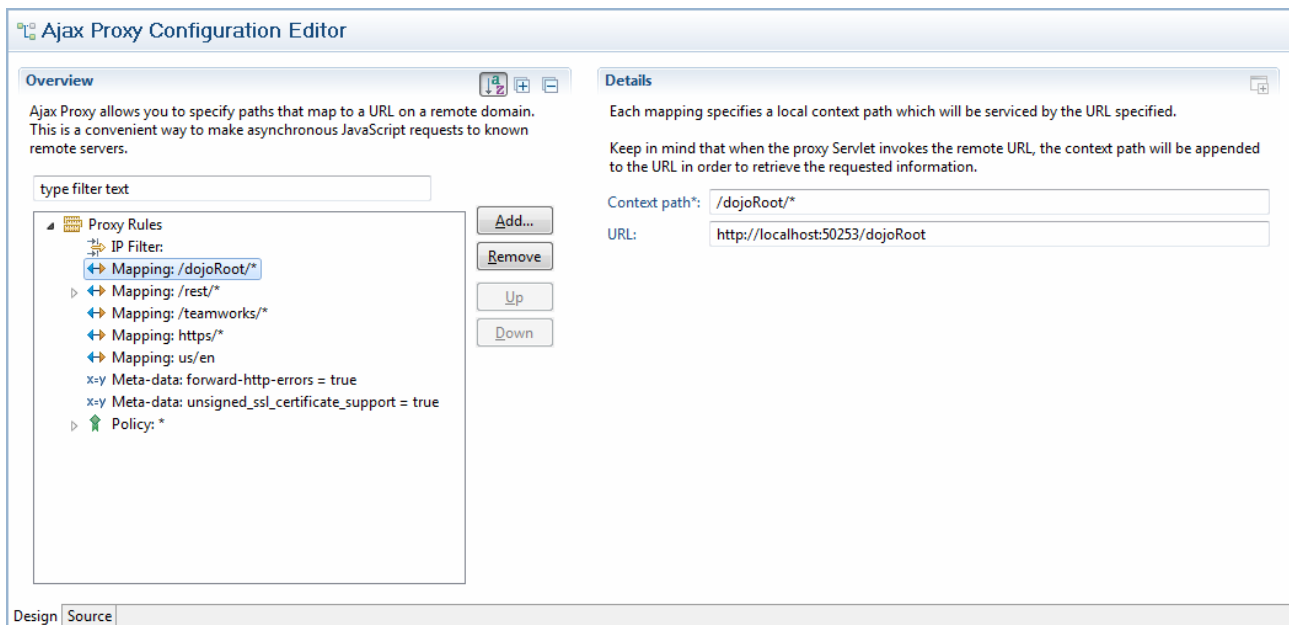 Ajax Proxy Configuration Editor
Overview
Ajax Proxy allows you to specify paths that map to a URL on a remote domain.
This is a convenient way to make asynchronous JavaScript requests to known
remote servers.
type filter text
Proxy Rules
IP Filter:
Mapping: /dojoRoot/*
Mapping: /rest/*
Mapping: /teamworks/*
Mapping: https/*
Mapping: us/en
x=y Meta-data: forward-http-errors = true
x=y Meta-data: unsigned_ssl_certificate_support = true
Policy: *
Add...
Remove
Up
Down
Details
Each mapping specifies a local context path which will be serviced by the URL specified.
Keep in mind that when the proxy Servlet invokes the remote URL, the context path will be appended
to the URL in order to retrieve the requested information.
Context path*: /dojoRoot/*
URL: http://localhost:50253/dojoRoot
Design Source